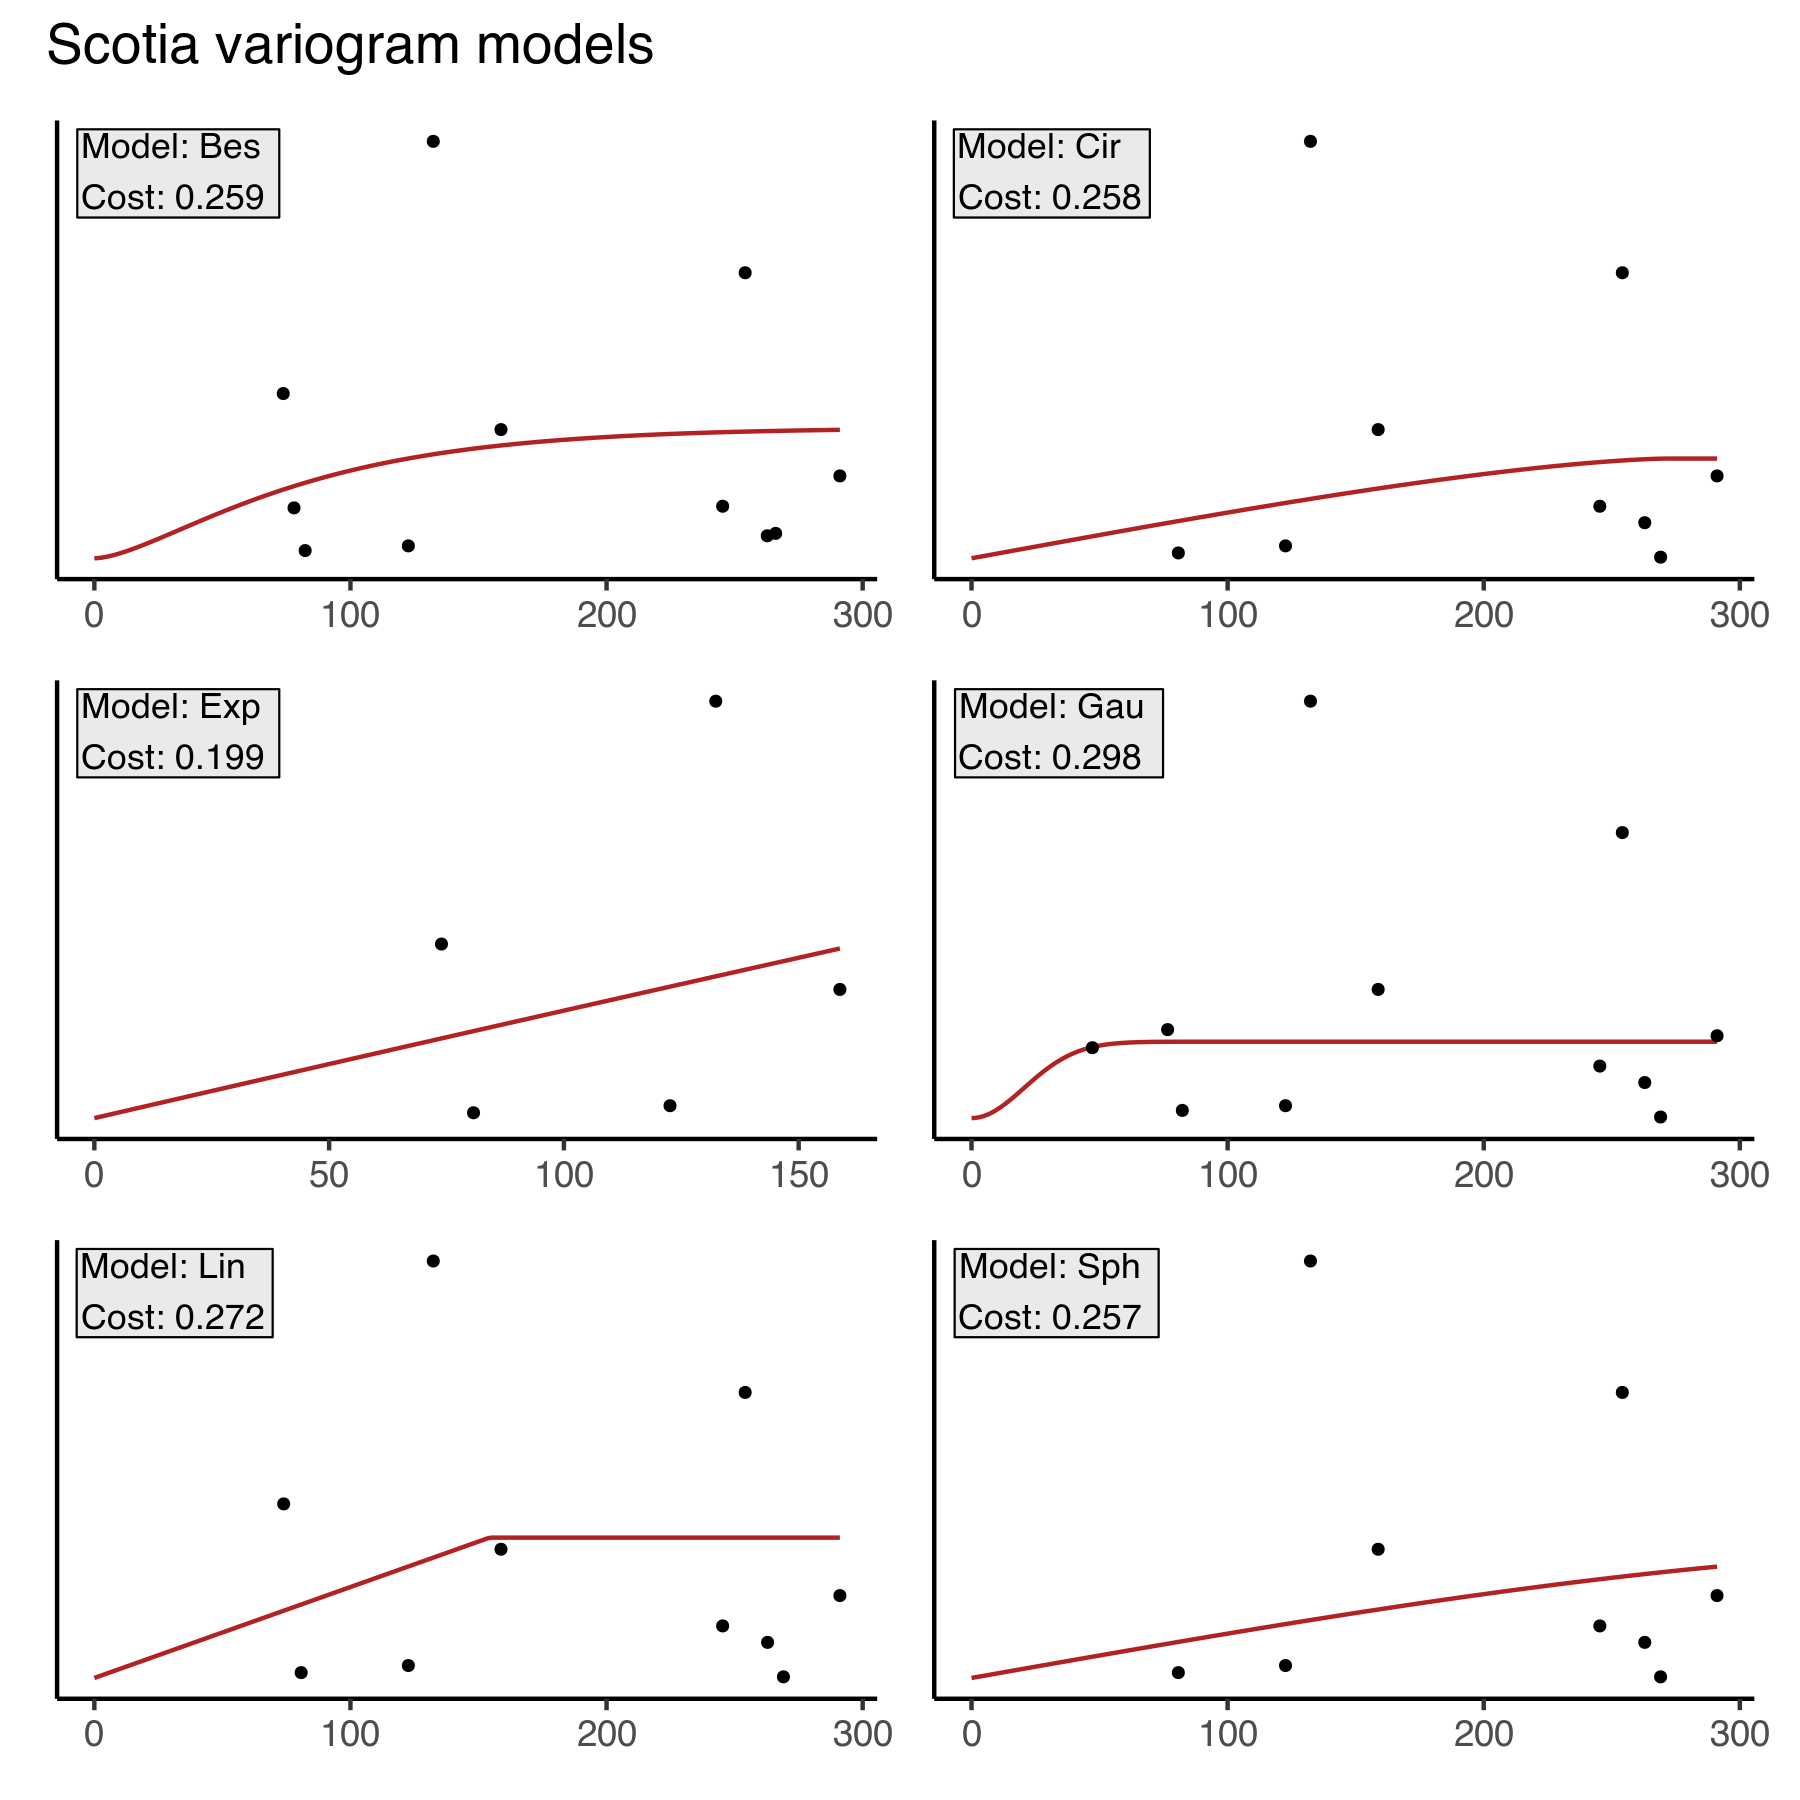 Scotia variogram models
Model: Bes
Cost: 0.259
0 100 200 300
Model: Cir
Cost: 0.258
0 100 200 300
Model: Exp
Cost: 0.199
0 50 100 150
Model: Gau
Cost: 0.298
0 100 200 300
Model: Lin
Cost: 0.272
0 100 200 300
Model: Sph
Cost: 0.257
0 100 200 300